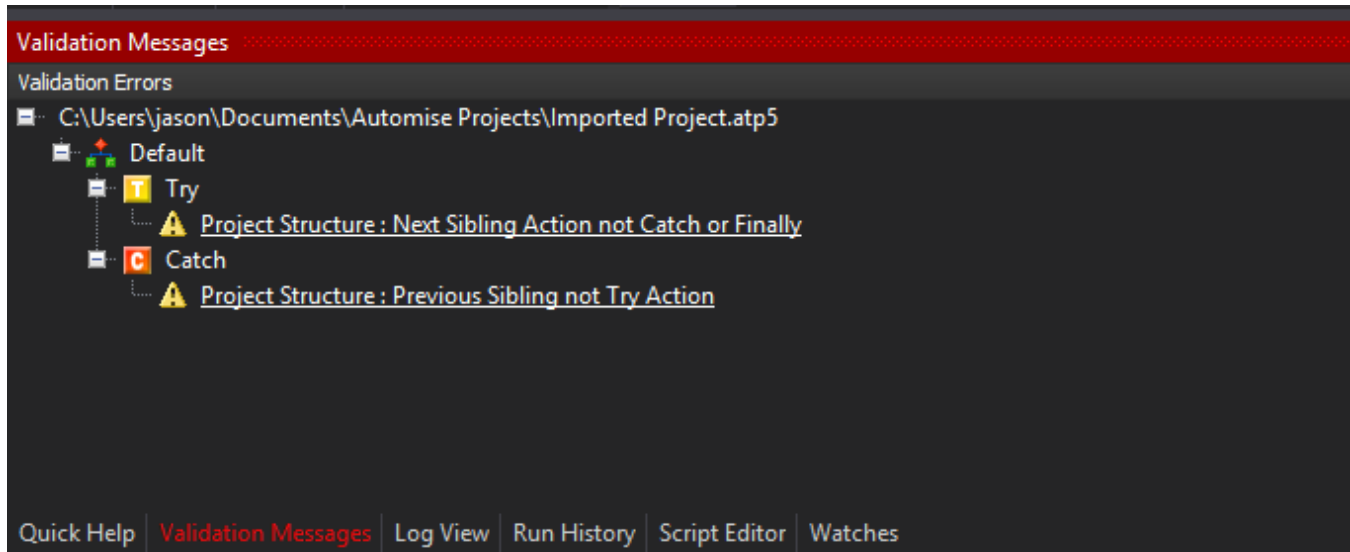 Validation Messages
Validation Errors
C:\Users\jason\Documents\Automise Projects\Imported Project.atp5
Default
T Try
Project Structure : Next Sibling Action not Catch or Finally
C Catch
Project Structure : Previous Sibling not Try Action
Quick Help Validation Messages Log View Run History Script Editor Watches